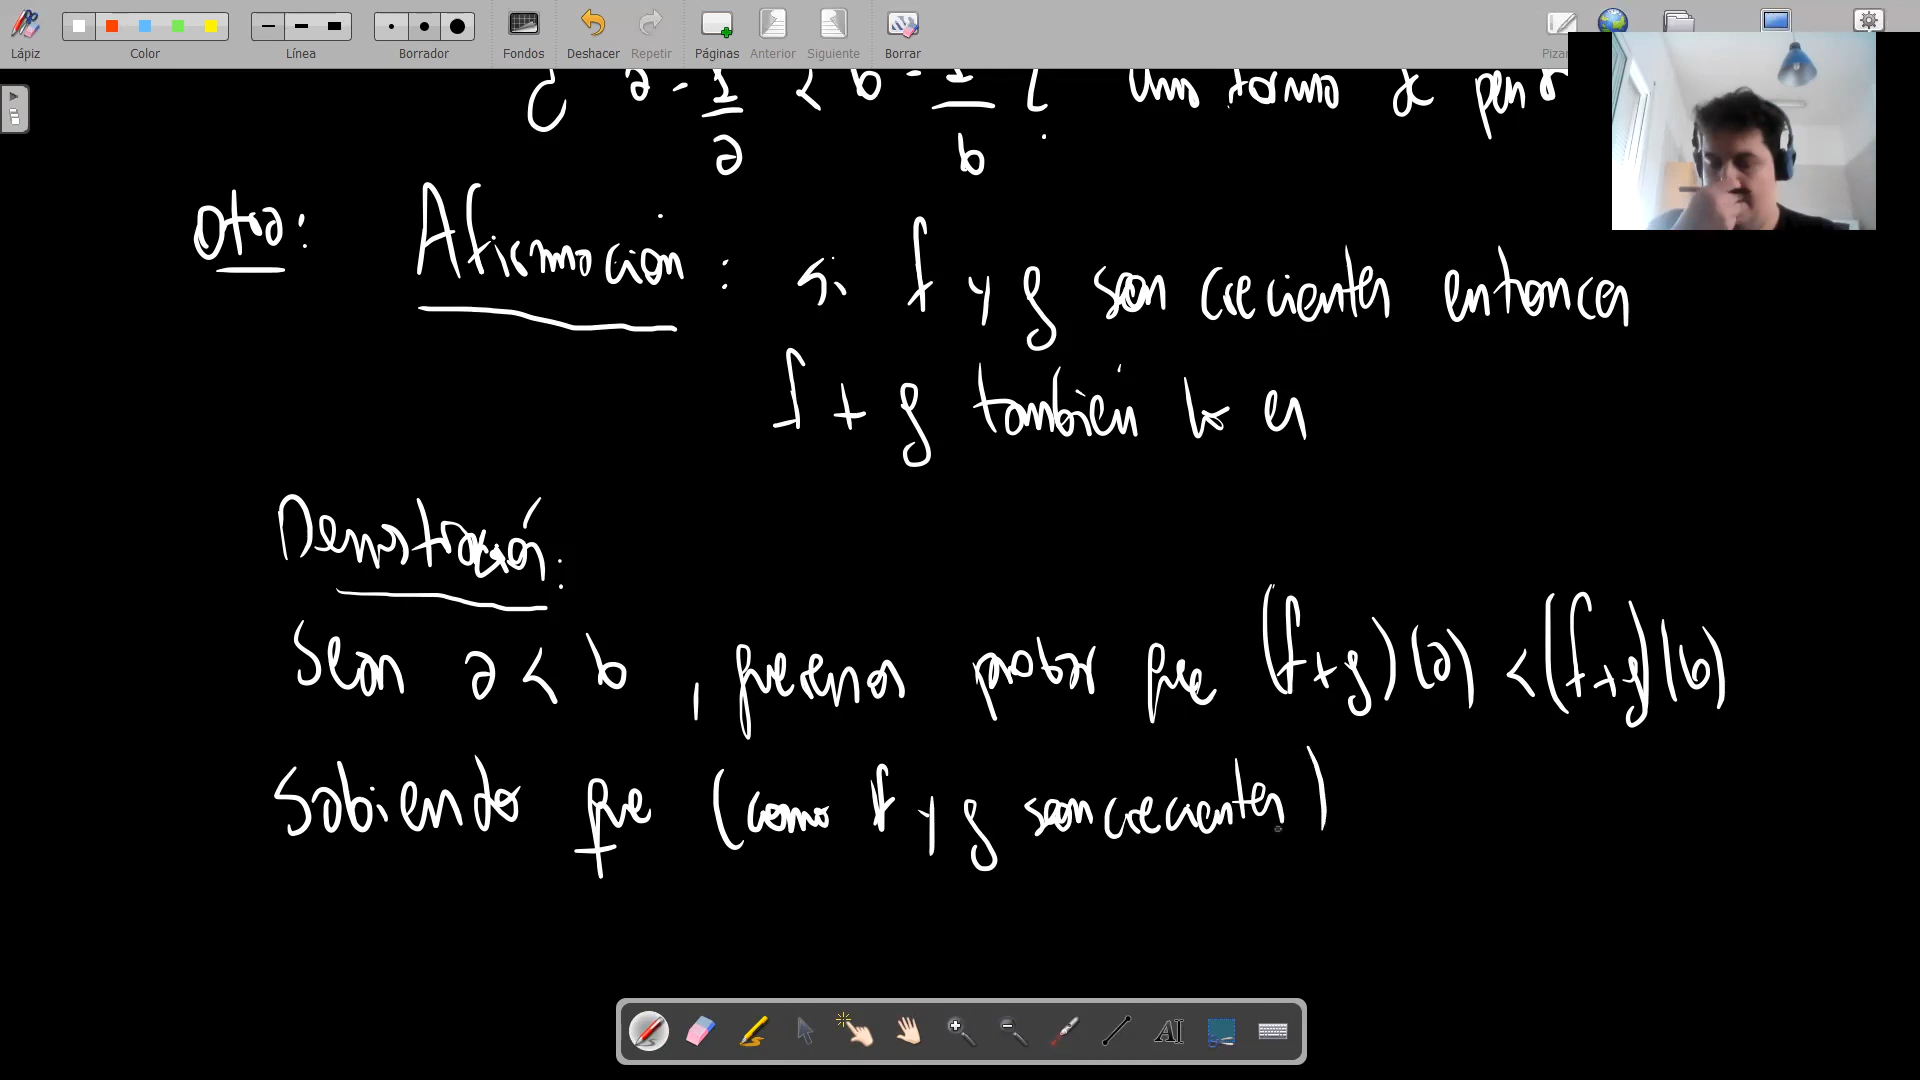 Lápiz Color Línea Borrador Fondos Deshacer Repetir Páginas Anterior Siguiente Borrar
¿ a - 1/a < b - 1/b ? una forma de
Otra: Afirmación: si f y g son crecientes entonces
f + g también lo es
Demostración:
Sean a < b , queremos probar que (f+g)(a) < (f+g)(b)
Sabiendo que (como f y g son crecientes)
AI